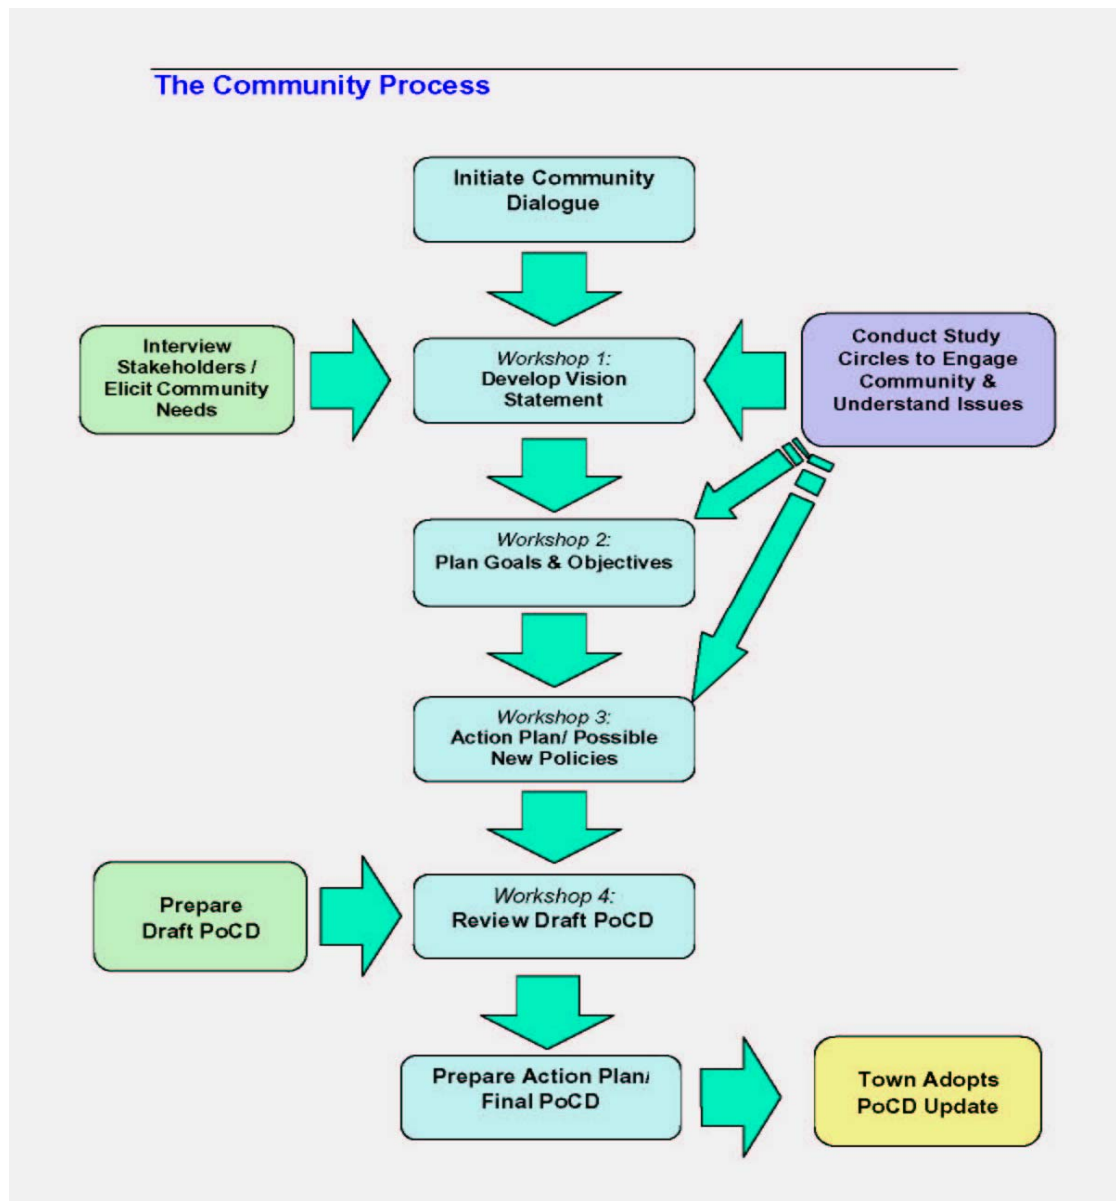 The Community Process
Initiate Community
Dialogue
Interview
Stakeholders /
Elicit Community
Needs
Workshop 1:
Develop Vision
Statement
Conduct Study
Circles to Engage
Community &
Understand Issues
Workshop 2:
Plan Goals & Objectives
Workshop 3:
Action Plan/ Possible
New Policies
Prepare
Draft PoCD
Workshop 4:
Review Draft PoCD
Prepare Action Plan/
Final PoCD
Town Adopts
PoCD Update